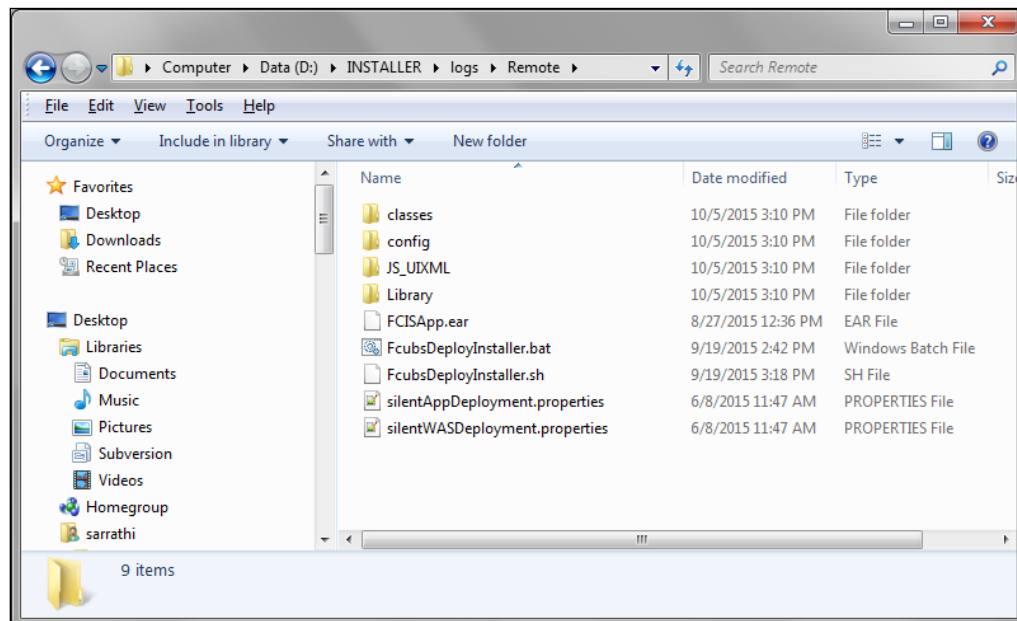 Computer Data (D:) INSTALLER logs Remote Search Remote
File Edit View Tools Help
Organize Include in library Share with New folder
Favorites
Desktop
Downloads
Recent Places
Desktop
Libraries
Documents
Music
Pictures
Subversion
Videos
Homegroup
sarrathi
Name Date modified Type Size
classes 10/5/2015 3:10 PM File folder
config 10/5/2015 3:10 PM File folder
JS_UIXML 10/5/2015 3:10 PM File folder
Library 10/5/2015 3:10 PM File folder
FCISApp.ear 8/27/2015 12:36 PM EAR File
FcubsDeployInstaller.bat 9/19/2015 2:42 PM Windows Batch File
FcubsDeployInstaller.sh 9/19/2015 3:18 PM SH File
silentAppDeployment.properties 6/8/2015 11:47 AM PROPERTIES File
silentWASDeployment.properties 6/8/2015 11:47 AM PROPERTIES File
9 items